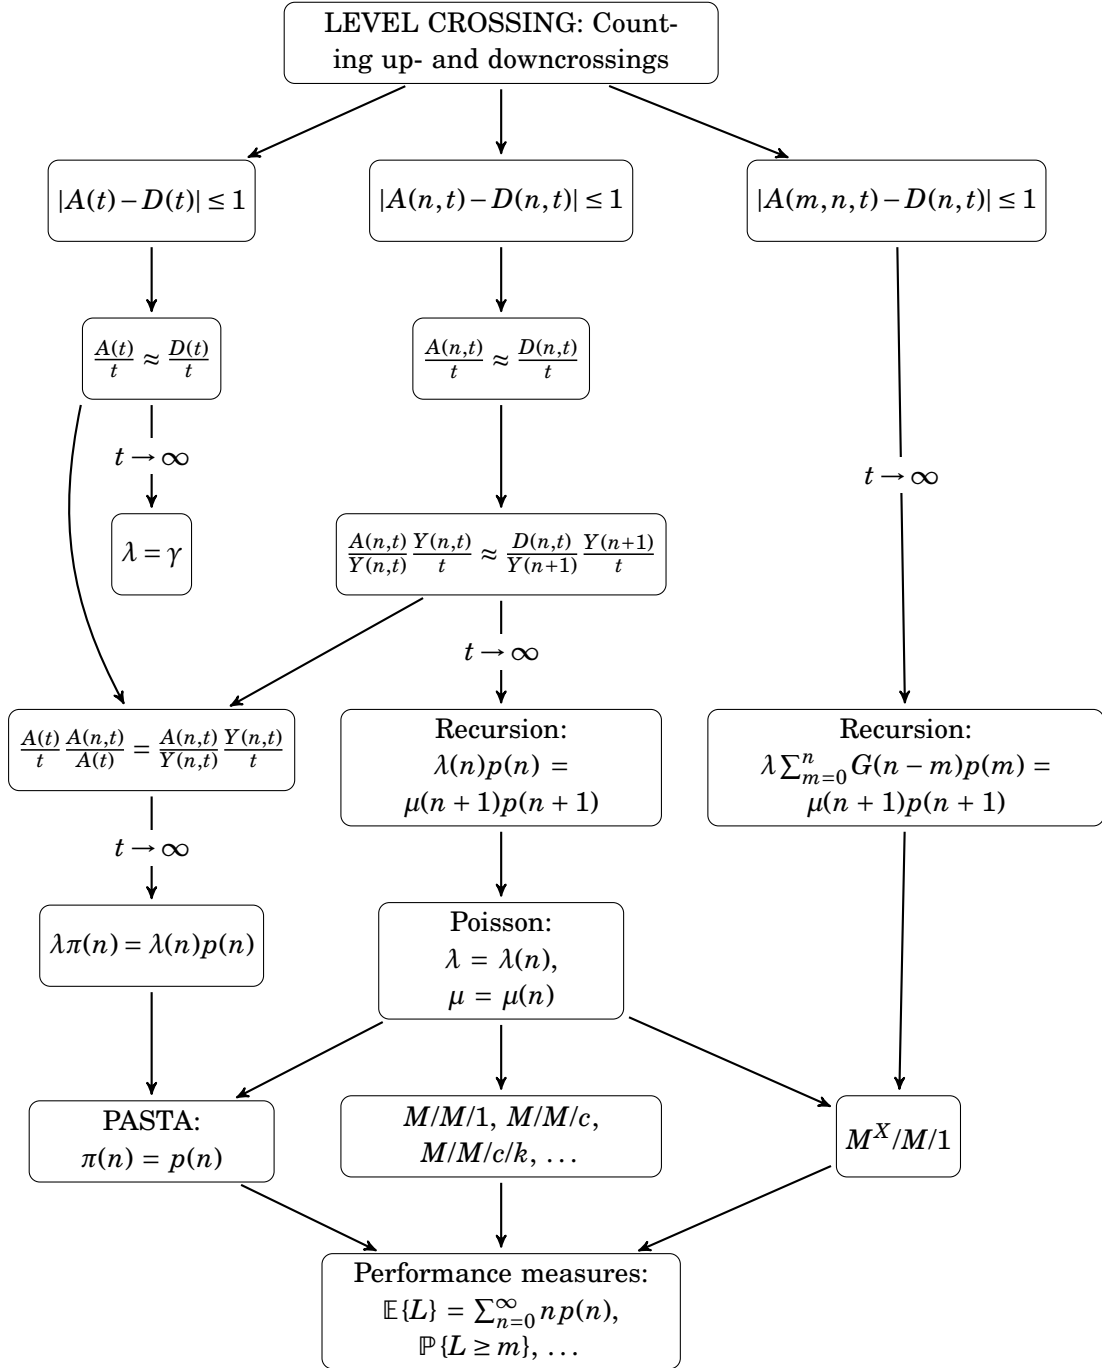 LEVEL CROSSING: Count-
ing up- and downcrossings
|A(t) − D(t)| ≤ 1
|A(n, t) − D(n, t)| ≤ 1
|A(m, n, t) − D(n, t)| ≤ 1
A(t)/t ≈ D(t)/t
A(n,t)/t ≈ D(n,t)/t
t → ∞
t → ∞
λ = γ
A(n,t)/Y(n,t) Y(n,t)/t ≈ D(n,t)/Y(n+1) Y(n+1)/t
t → ∞
A(t)/t A(n,t)/A(t) = A(n,t)/Y(n,t) Y(n,t)/t
Recursion:
λ(n)p(n) =
μ(n + 1)p(n + 1)
Recursion:
λ∑_{m=0}^{n} G(n − m)p(m) =
μ(n + 1)p(n + 1)
t → ∞
λπ(n) = λ(n)p(n)
Poisson:
λ = λ(n),
μ = μ(n)
PASTA:
π(n) = p(n)
M/M/1, M/M/c,
M/M/c/k, …
M^X/M/1
Performance measures:
𝔼{L} = ∑_{n=0}^{∞} np(n),
ℙ{L ≥ m}, …